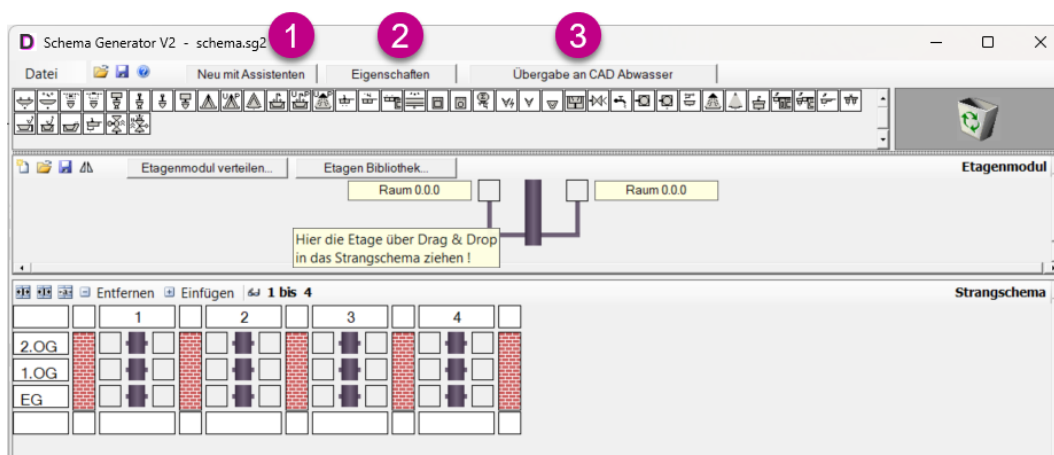 1 2 3
D Schema Generator V2 - schema.sg2
Datei Neu mit Assistenten Eigenschaften Übergabe an CAD Abwasser
Etagenmodul verteilen... Etagen Bibliothek... Etagenmodul
Raum 0.0.0 Raum 0.0.0
Hier die Etage über Drag & Drop
in das Strangschema ziehen !
Entfernen Einfügen 1 bis 4 Strangschema
1 2 3 4
2.OG
1.OG
EG